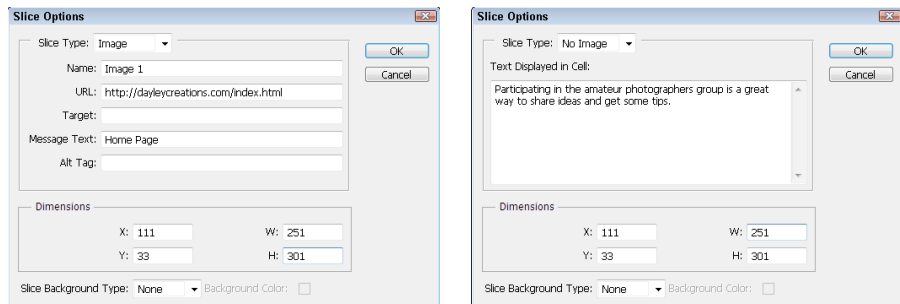 Slice Options
Slice Type: Image
OK
Name: Image 1
Cancel
URL: http://dayleycreations.com/index.html
Target:
Message Text: Home Page
Alt Tag:
Dimensions
X: 111 W: 251
Y: 33 H: 301
Slice Background Type: None Background Color:
Slice Options
Slice Type: No Image
OK
Text Displayed in Cell:
Cancel
Participating in the amateur photographers group is a great
way to share ideas and get some tips.
Dimensions
X: 111 W: 251
Y: 33 H: 301
Slice Background Type: None Background Color: